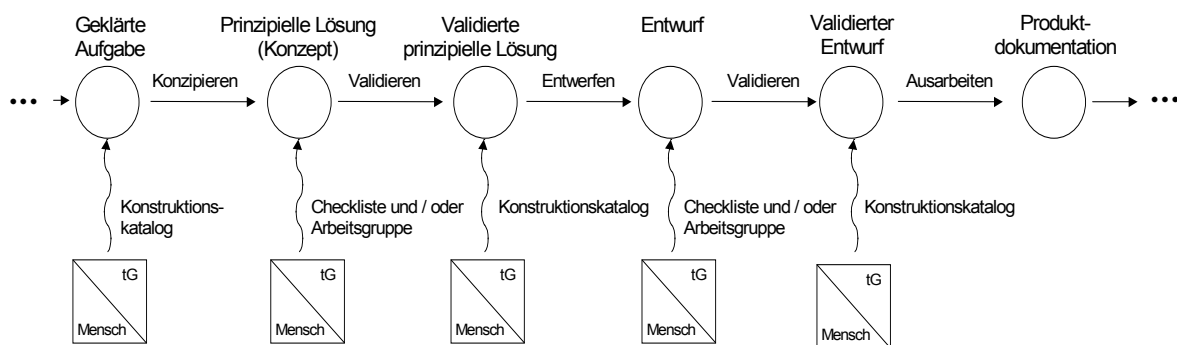 Geklärte
Aufgabe
Prinzipielle Lösung
(Konzept)
Validierte
prinzipielle Lösung
Entwurf
Validierter
Entwurf
Produkt-
dokumentation
•••
Konzipieren
Validieren
Entwerfen
Validieren
Ausarbeiten
•••
Konstruktions-
katalog
Checkliste und / oder
Arbeitsgruppe
Konstruktionskatalog
Checkliste und / oder
Arbeitsgruppe
Konstruktionskatalog
tG
Mensch
tG
Mensch
tG
Mensch
tG
Mensch
tG
Mensch